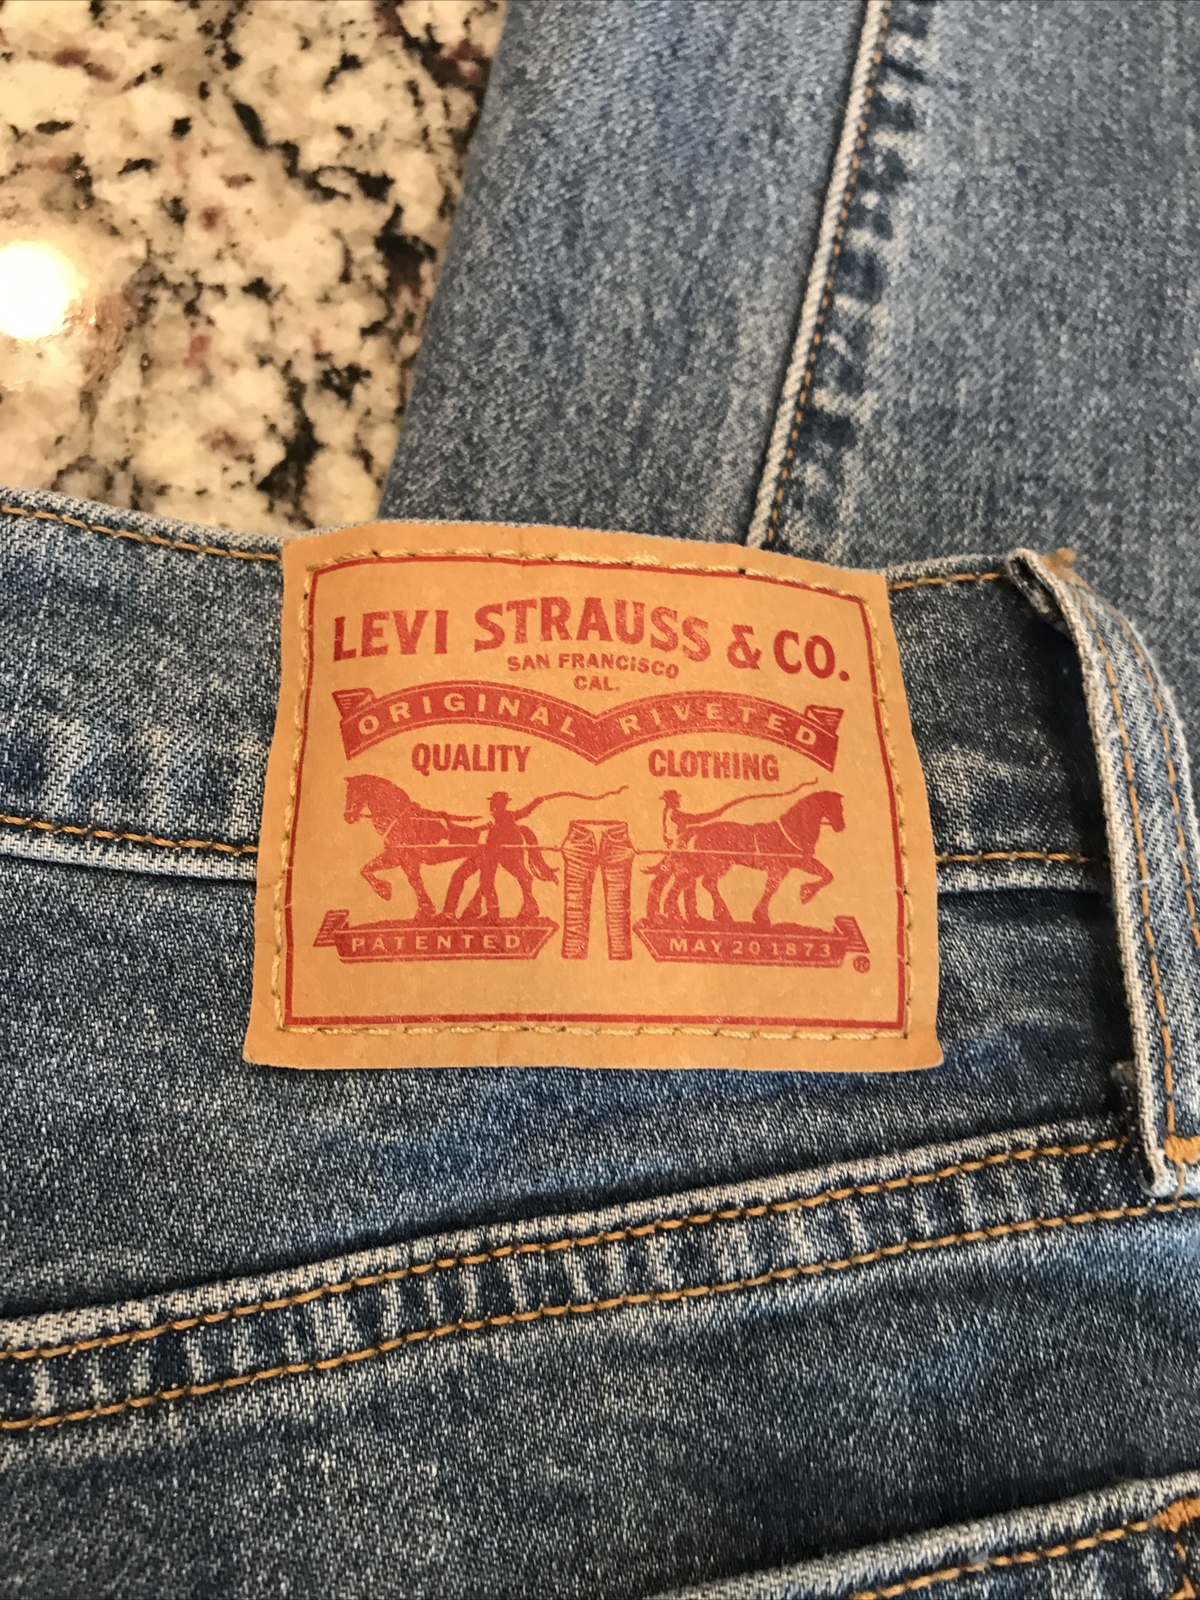 LEVI STRAUSS & CO.
SAN FRANCISCO
CAL.
ORIGINAL RIVETED
QUALITY CLOTHING
PATENTED MAY 20 1873 ®